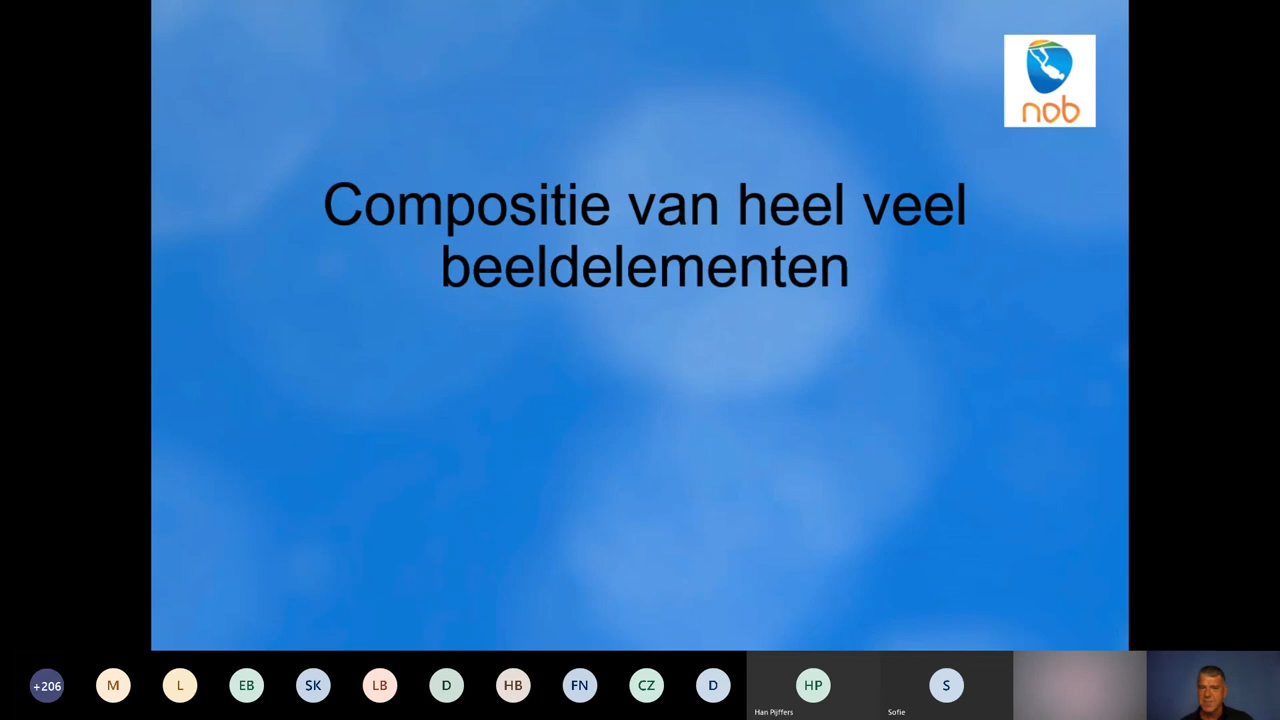 nob
Compositie van heel veel
beeldelementen
+206
M
L
EB
SK
LB
D
HB
FN
CZ
D
HP
S
Han Pijffers
Sofie